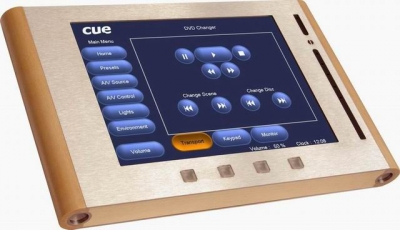 cue
DVD Changer
Main Menu
Home
Presets
A/V Source
A/V Control
Lights
Environment
Volume
Change Scene
Change Disc
Transport
Keypad
Monitor
Volume : 60 %
Clock : 12:08